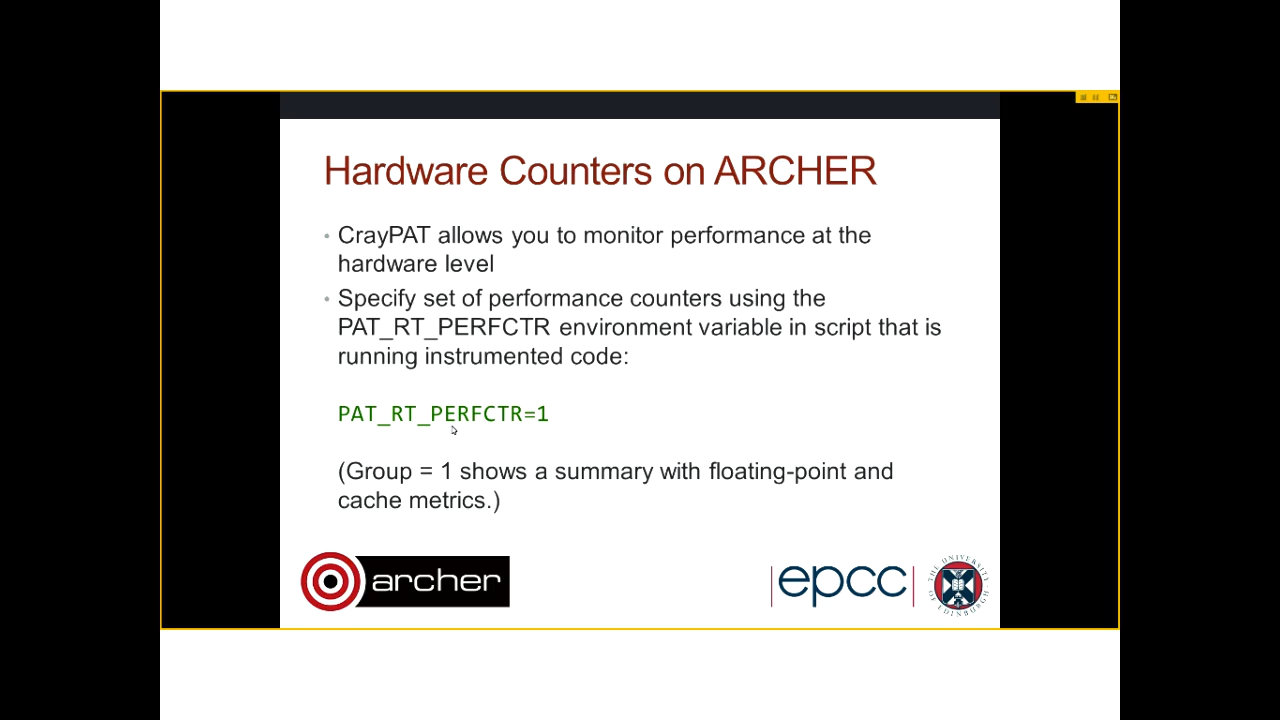 Hardware Counters on ARCHER
• CrayPAT allows you to monitor performance at the
hardware level
• Specify set of performance counters using the
PAT_RT_PERFCTR environment variable in script that is
running instrumented code:
PAT_RT_PERFCTR=1
(Group = 1 shows a summary with floating-point and
cache metrics.)
archer
epcc
THE UNIVERSITY
OF EDINBURGH